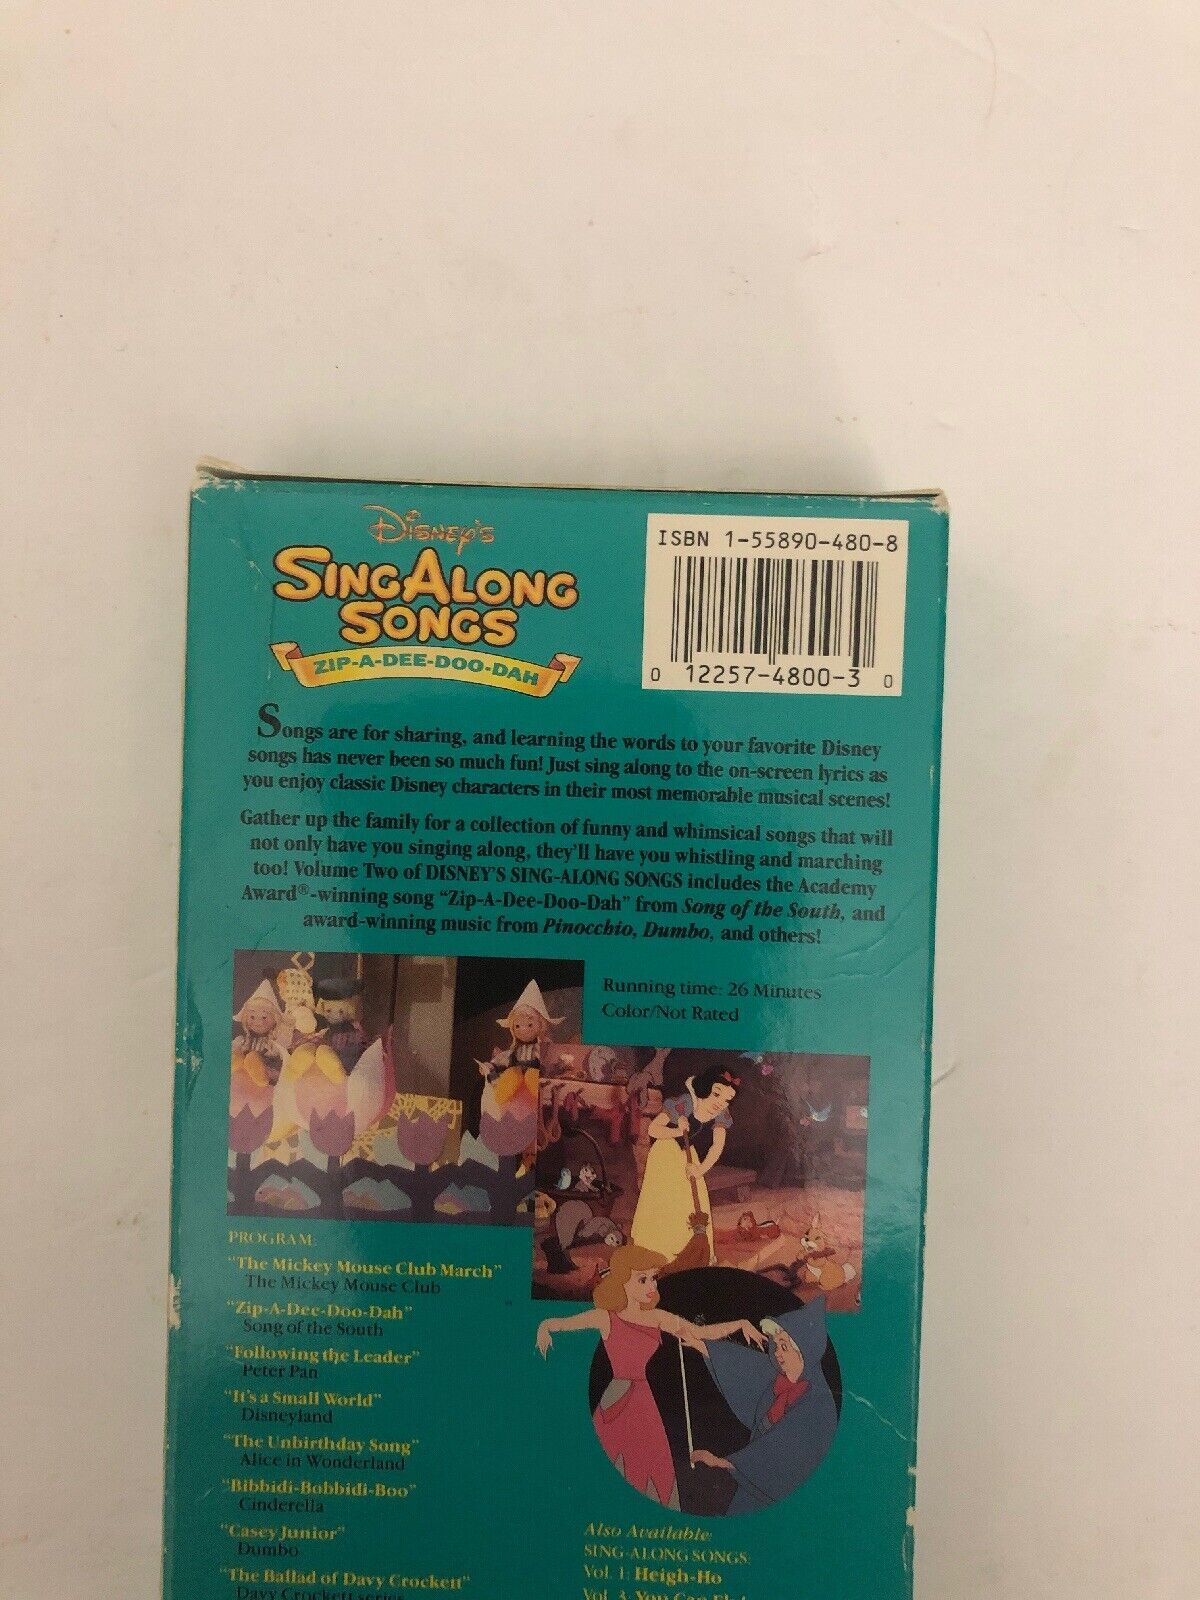 Disney's
SING ALONG
SONGS
ZIP-A-DEE-DOO-DAH
ISBN 1-55890-480-8
0 12257-4800-3 0
Songs are for sharing, and learning the words to your favorite Disney
songs has never been so much fun! Just sing along to the on-screen lyrics as
you enjoy classic Disney characters in their most memorable musical scenes!
Gather up the family for a collection of funny and whimsical songs that will
not only have you singing along, they'll have you whistling and marching
too! Volume Two of DISNEY'S SING-ALONG SONGS includes the Academy
Award®-winning song "Zip-A-Dee-Doo-Dah" from Song of the South, and
award-winning music from Pinocchio, Dumbo, and others!
Running time: 26 Minutes
Color/Not Rated
PROGRAM:
"The Mickey Mouse Club March"
The Mickey Mouse Club
"Zip-A-Dee-Doo-Dah"
Song of the South
"Following the Leader"
Peter Pan
"It's a Small World"
Disneyland
"The Unbirthday Song"
Alice in Wonderland
"Bibbidi-Bobbidi-Boo"
Cinderella
"Casey Junior"
Dumbo
"The Ballad of Davy Crockett"
Davy Crockett series
Also Available:
SING-ALONG SONGS:
Vol. 1: Heigh-Ho
Vol. 3: You Can Fly!